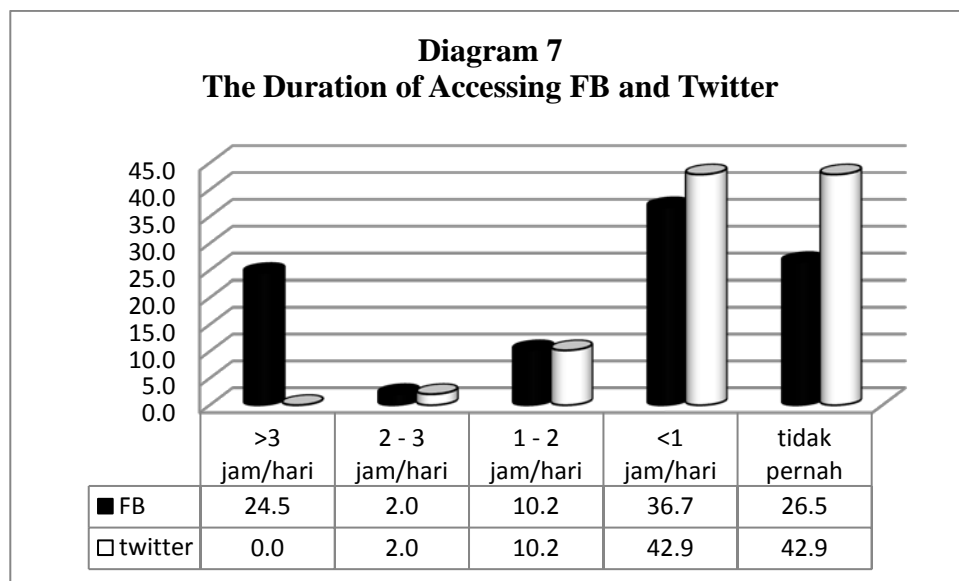 Diagram 7
The Duration of Accessing FB and Twitter
45.0
40.0
35.0
30.0
25.0
20.0
15.0
10.0
5.0
0.0
>3 2 - 3 1 - 2 <1 tidak
jam/hari jam/hari jam/hari jam/hari pernah
FB 24.5 2.0 10.2 36.7 26.5
twitter 0.0 2.0 10.2 42.9 42.9